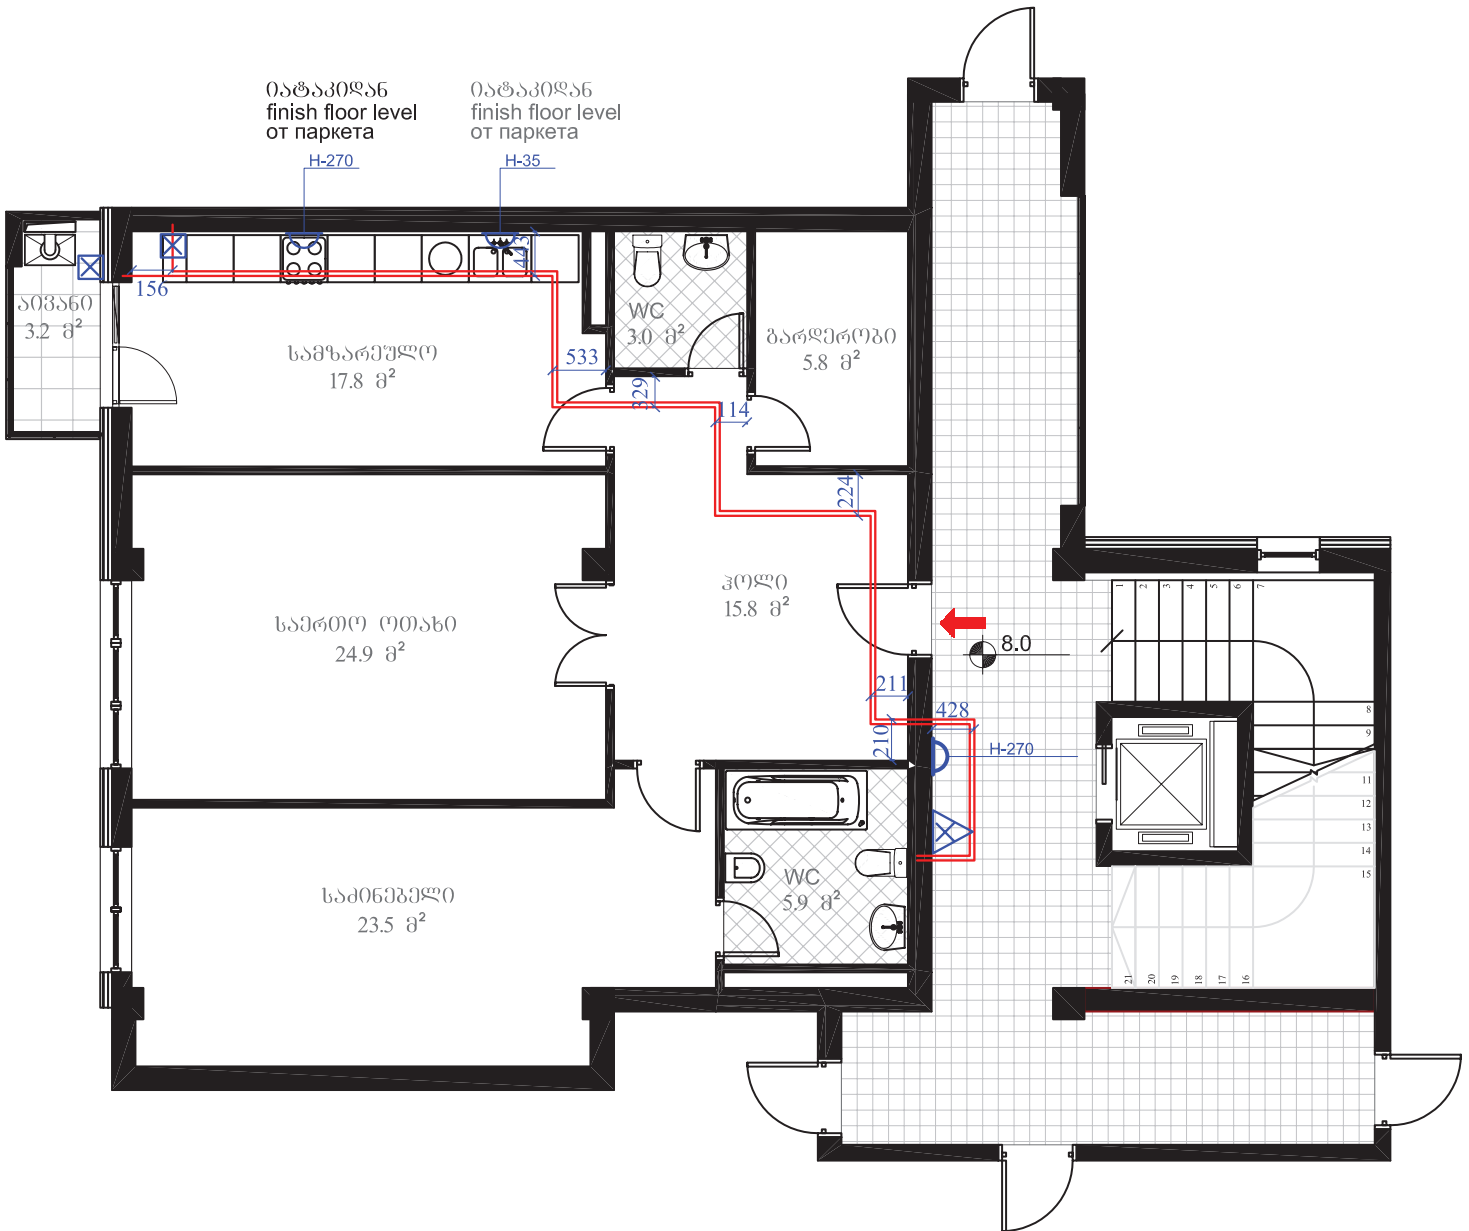 იატაკიდან
finish floor level
от паркета
H-270
იატაკიდან
finish floor level
от паркета
H-35
443
156
აივანი
3.2 მ²
სამზარეულო
17.8 მ²
WC
3.0 მ²
გარდერობი
5.8 მ²
533
329
114
224
ჰოლი
15.8 მ²
საერთო ოთახი
24.9 მ²
8.0
211
428
210
H-270
WC
5.9 მ²
საძინებელი
23.5 მ²
1
2
3
4
5
6
7
8
9
11
12
13
14
15
21
20
19
18
17
16